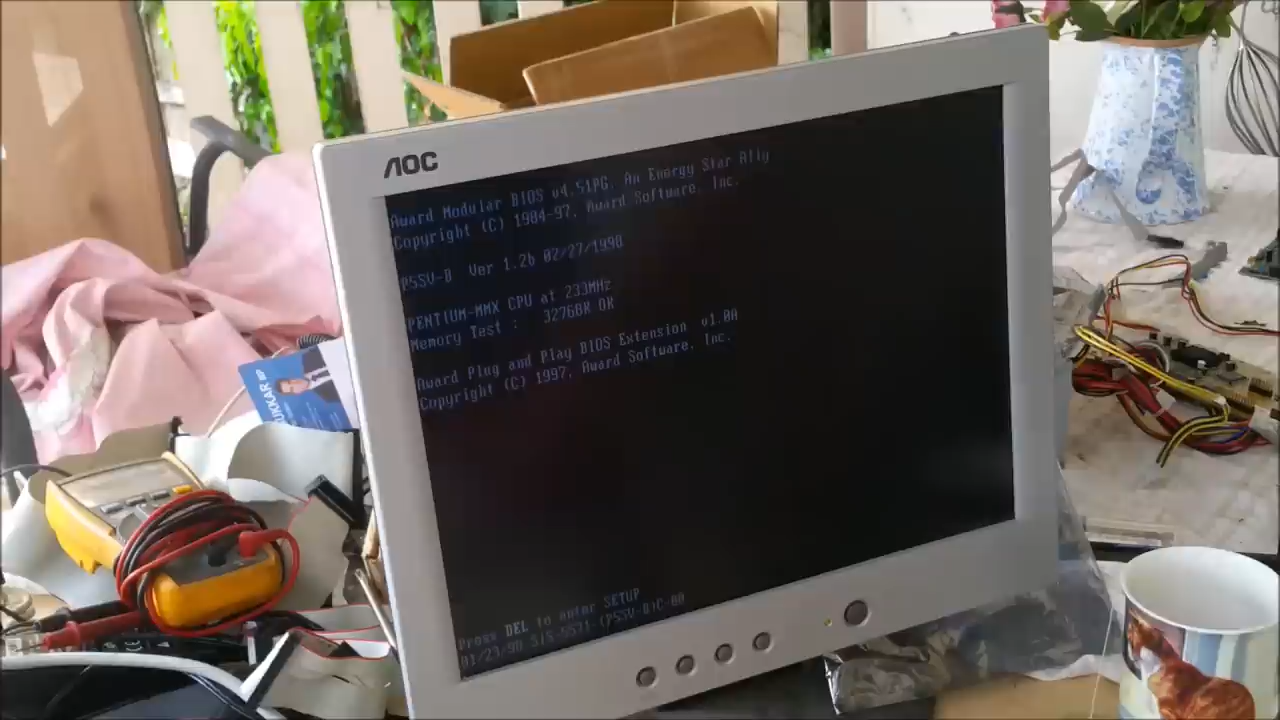 AOC
Award Modular BIOS v4.51PG, An Energy Star Ally
Copyright (C) 1984-97, Award Software, Inc.
P5SV-B Ver 1.2b 02/27/1998
PENTIUM-MMX CPU at 233MHz
Memory Test : 32768K OK
Award Plug and Play BIOS Extension v1.0A
Copyright (C) 1997, Award Software, Inc.
Press DEL to enter SETUP
01/23/98 SIS-5571-(P5SV-B)C-00
UKKAR MP